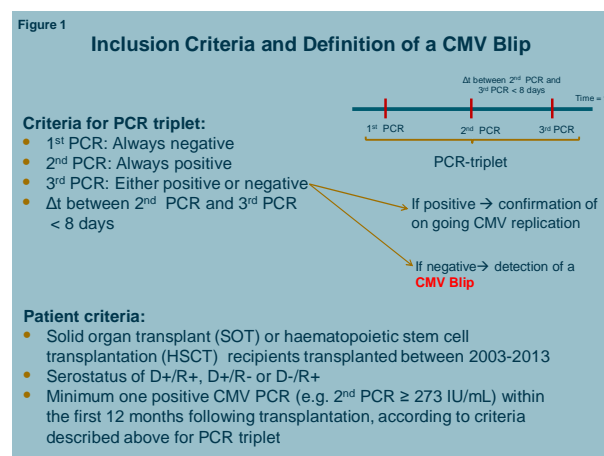 Figure 1
Inclusion Criteria and Definition of a CMV Blip
Δt between 2nd PCR and
3rd PCR < 8 days
Time =
1st PCR
2nd PCR
3rd PCR
PCR-triplet
Criteria for PCR triplet:
• 1st PCR: Always negative
• 2nd PCR: Always positive
• 3rd PCR: Either positive or negative
• Δt between 2nd PCR and 3rd PCR
< 8 days
If positive → confirmation of
on going CMV replication
If negative→ detection of a
CMV Blip
Patient criteria:
• Solid organ transplant (SOT) or haematopoietic stem cell
transplantation (HSCT) recipients transplanted between 2003-2013
• Serostatus of D+/R+, D+/R- or D-/R+
• Minimum one positive CMV PCR (e.g. 2nd PCR ≥ 273 IU/mL) within
the first 12 months following transplantation, according to criteria
described above for PCR triplet